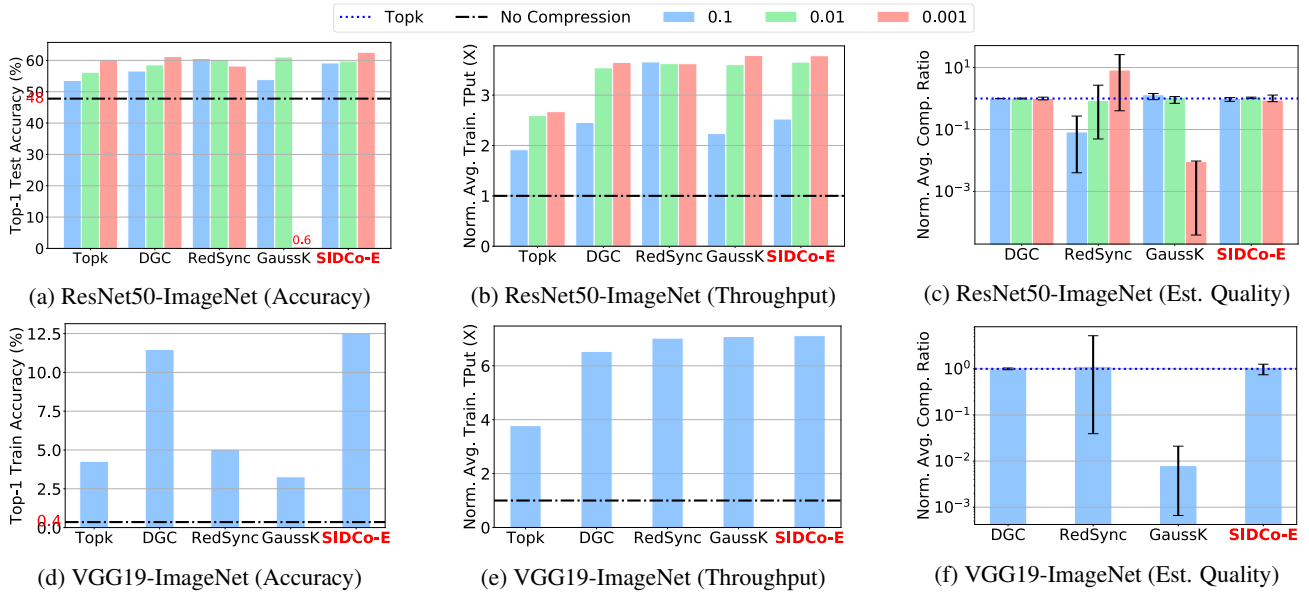 Topk No Compression 0.1 0.01 0.001
Top-1 Test Accuracy (%)
60
50
48
40
30
20
10
0
0.6
Topk DGC RedSync GaussK SIDCo-E
(a) ResNet50-ImageNet (Accuracy)
Norm. Avg. Train. TPut (X)
3
2
1
0
Topk DGC RedSync GaussK SIDCo-E
(b) ResNet50-ImageNet (Throughput)
Norm. Avg. Comp. Ratio
10^1
10^-1
10^-3
DGC RedSync GaussK SIDCo-E
(c) ResNet50-ImageNet (Est. Quality)
Top-1 Train Accuracy (%)
12.5
10.0
7.5
5.0
2.5
0.4
0.0
Topk DGC RedSync GaussK SIDCo-E
(d) VGG19-ImageNet (Accuracy)
Norm. Avg. Train. TPut (X)
6
4
2
0
Topk DGC RedSync GaussK SIDCo-E
(e) VGG19-ImageNet (Throughput)
Norm. Avg. Comp. Ratio
10^0
10^-1
10^-2
10^-3
DGC RedSync GaussK SIDCo-E
(f) VGG19-ImageNet (Est. Quality)